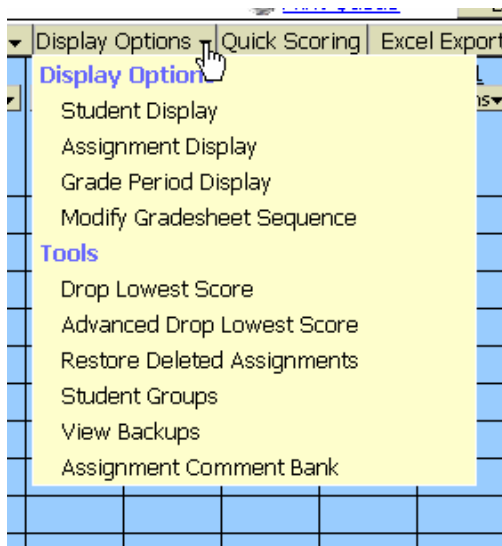 Display Options Quick Scoring Excel Export
Display Options
Student Display
Assignment Display
Grade Period Display
Modify Gradesheet Sequence
Tools
Drop Lowest Score
Advanced Drop Lowest Score
Restore Deleted Assignments
Student Groups
View Backups
Assignment Comment Bank